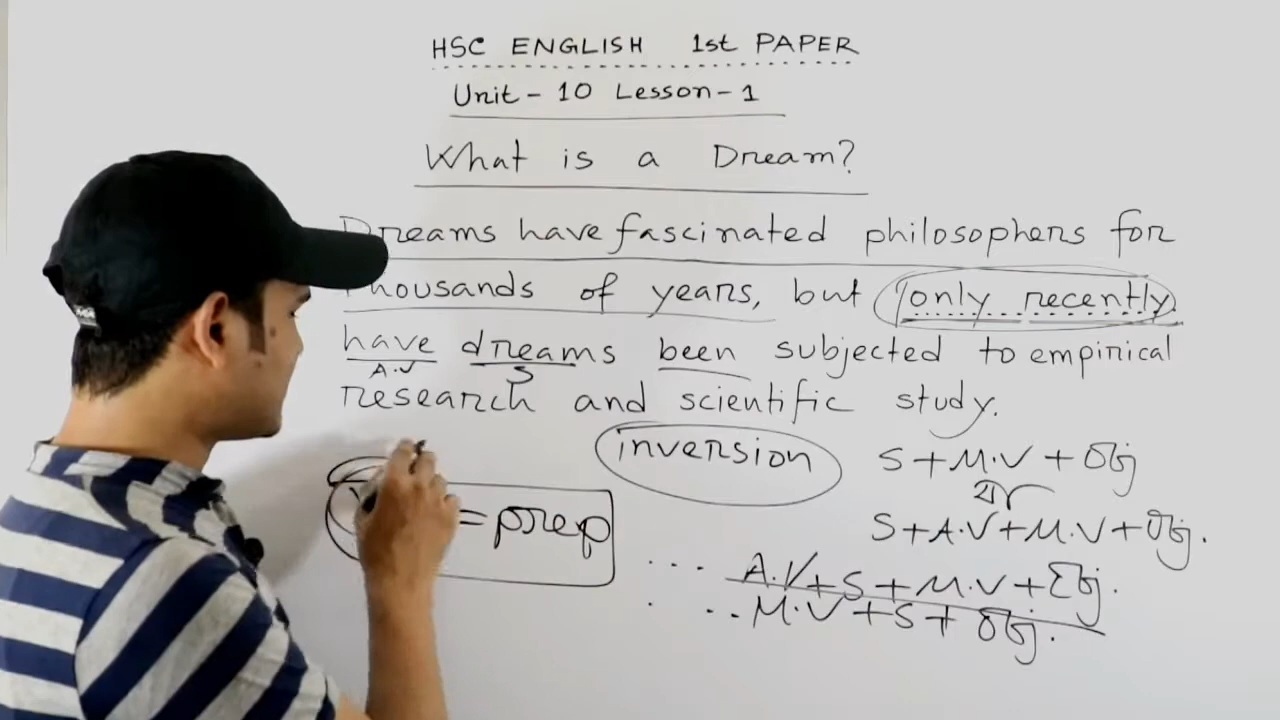 HSC ENGLISH 1st PAPER
Unit - 10 Lesson - 1
What is a Dream?
Dreams have fascinated philosophers for
thousands of years, but only recently
have dreams been subjected to empirical
A.V S
research and scientific study.
inversion
S + M.V + Obj
বা
S + A.V + M.V + Obj.
= prep
... A.V + S + M.V + Obj.
... M.V + S + Obj.